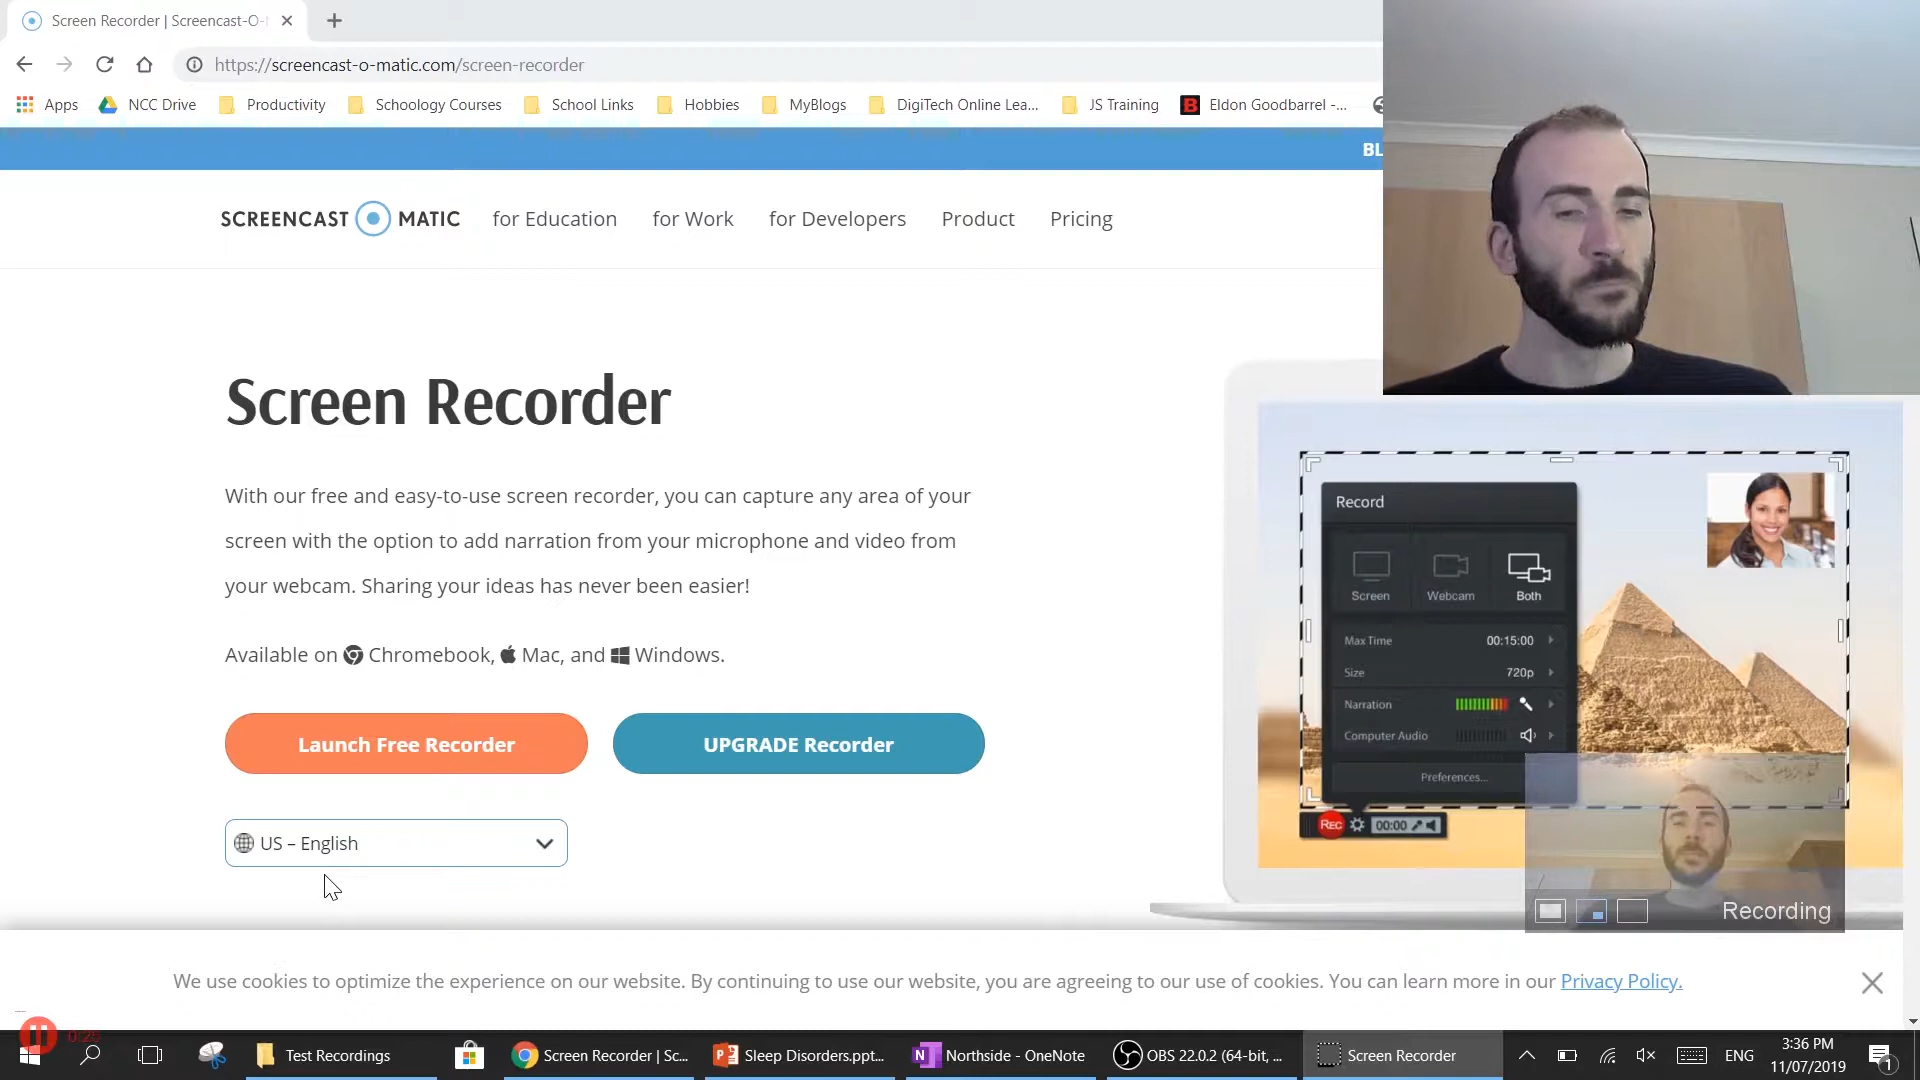 Screen Recorder | Screencast-O-
https://screencast-o-matic.com/screen-recorder
Apps NCC Drive Productivity Schoology Courses School Links Hobbies MyBlogs DigiTech Online Lea... JS Training Eldon Goodbarrel -...
BL
SCREENCAST MATIC for Education for Work for Developers Product Pricing
Screen Recorder
With our free and easy-to-use screen recorder, you can capture any area of your
screen with the option to add narration from your microphone and video from
your webcam. Sharing your ideas has never been easier!
Available on Chromebook, Mac, and Windows.
Launch Free Recorder UPGRADE Recorder
US – English
Record
Screen Webcam Both
Max Time 00:15:00
Size 720p
Narration
Computer Audio
Preferences...
REC 00:00
Recording
We use cookies to optimize the experience on our website. By continuing to use our website, you are agreeing to our use of cookies. You can learn more in our Privacy Policy.
Test Recordings Screen Recorder | Sc... Sleep Disorders.ppt... Northside - OneNote OBS 22.0.2 (64-bit, ... Screen Recorder ENG 3:36 PM
11/07/2019 1